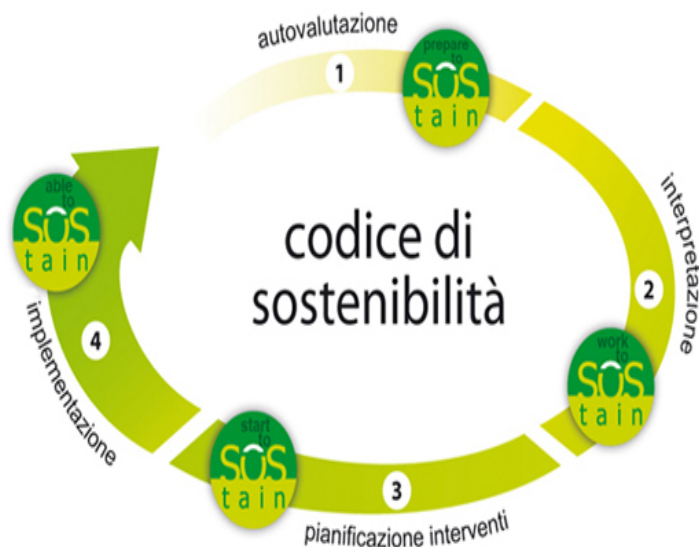 autovalutazione
1
prepare
to
SOS
tain
interpretazione
2
work
to
SOS
tain
pianificazione interventi
3
start
to
SOS
tain
implementazione
4
able
to
SOS
tain
codice di
sostenibilità